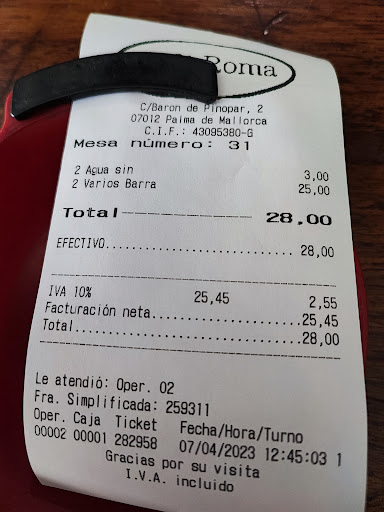 Roma
C/Baron de Pinopar, 2
07012 Palma de Mallorca
C.I.F.: 43095380-G
Mesa número: 31
2 Agua sin 3,00
2 Varios Barra 25,00
Total 28,00
EFECTIVO............................ 28,00
IVA 10% 25,45 2,55
Facturación neta......................25,45
Total.................................28,00
Le atendió: Oper. 02
Fra. Simplificada: 259311
Oper. Caja Ticket Fecha/Hora/Turno
00002 00001 282958 07/04/2023 12:45:03 1
Gracias por su visita
I.V.A. incluido